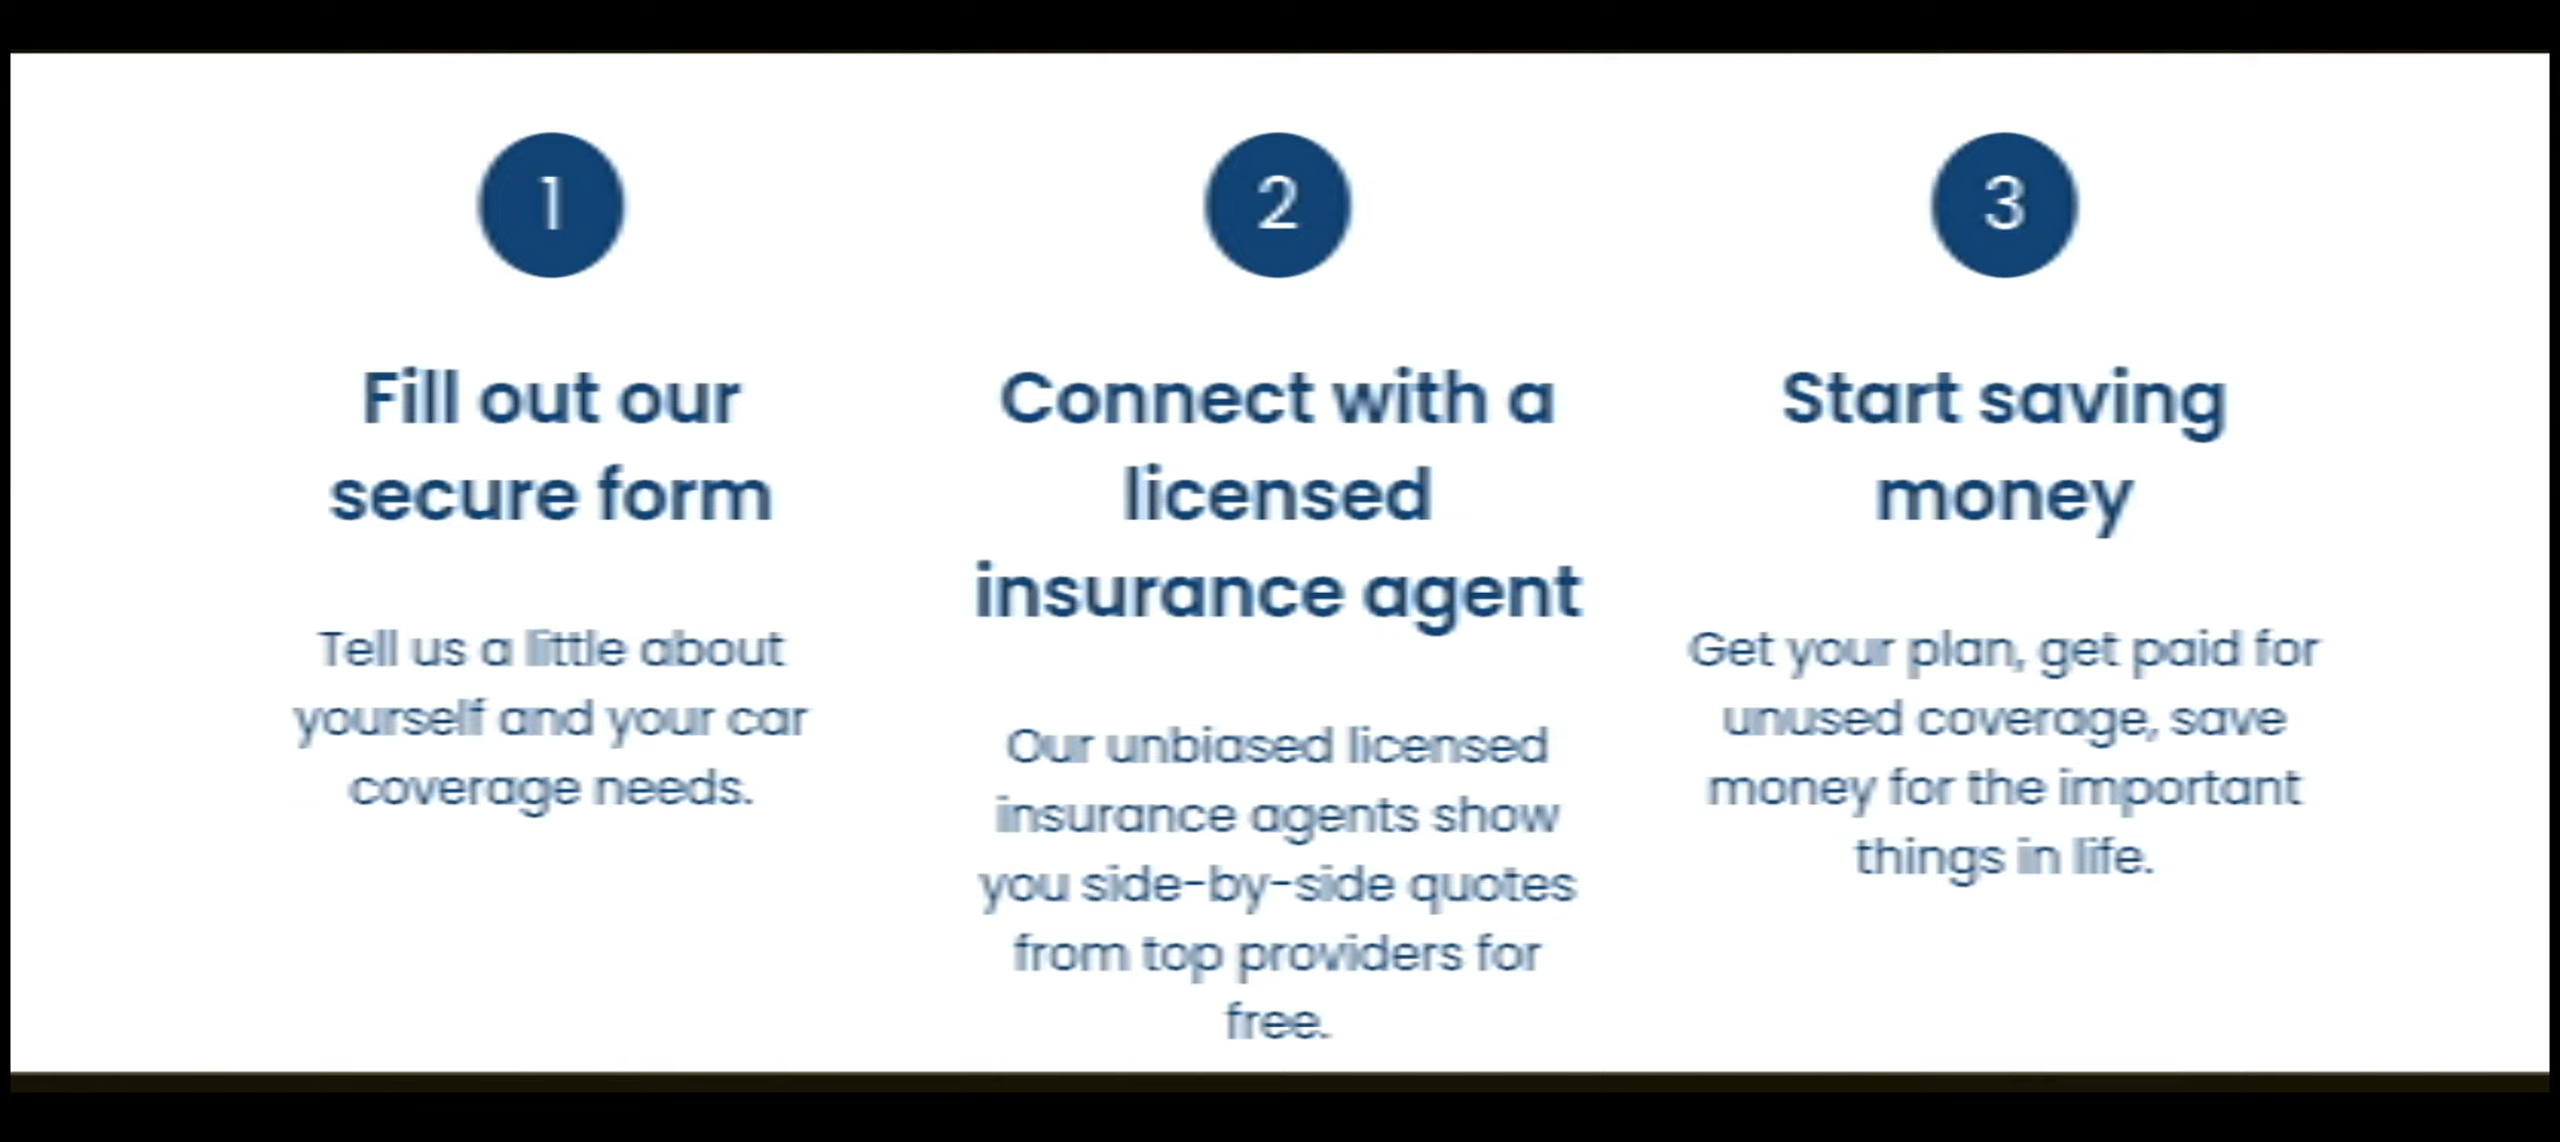 1
Fill out our
secure form
Tell us a little about
yourself and your car
coverage needs.
2
Connect with a
licensed
insurance agent
Our unbiased licensed
insurance agents show
you side-by-side quotes
from top providers for
free.
3
Start saving
money
Get your plan, get paid for
unused coverage, save
money for the important
things in life.